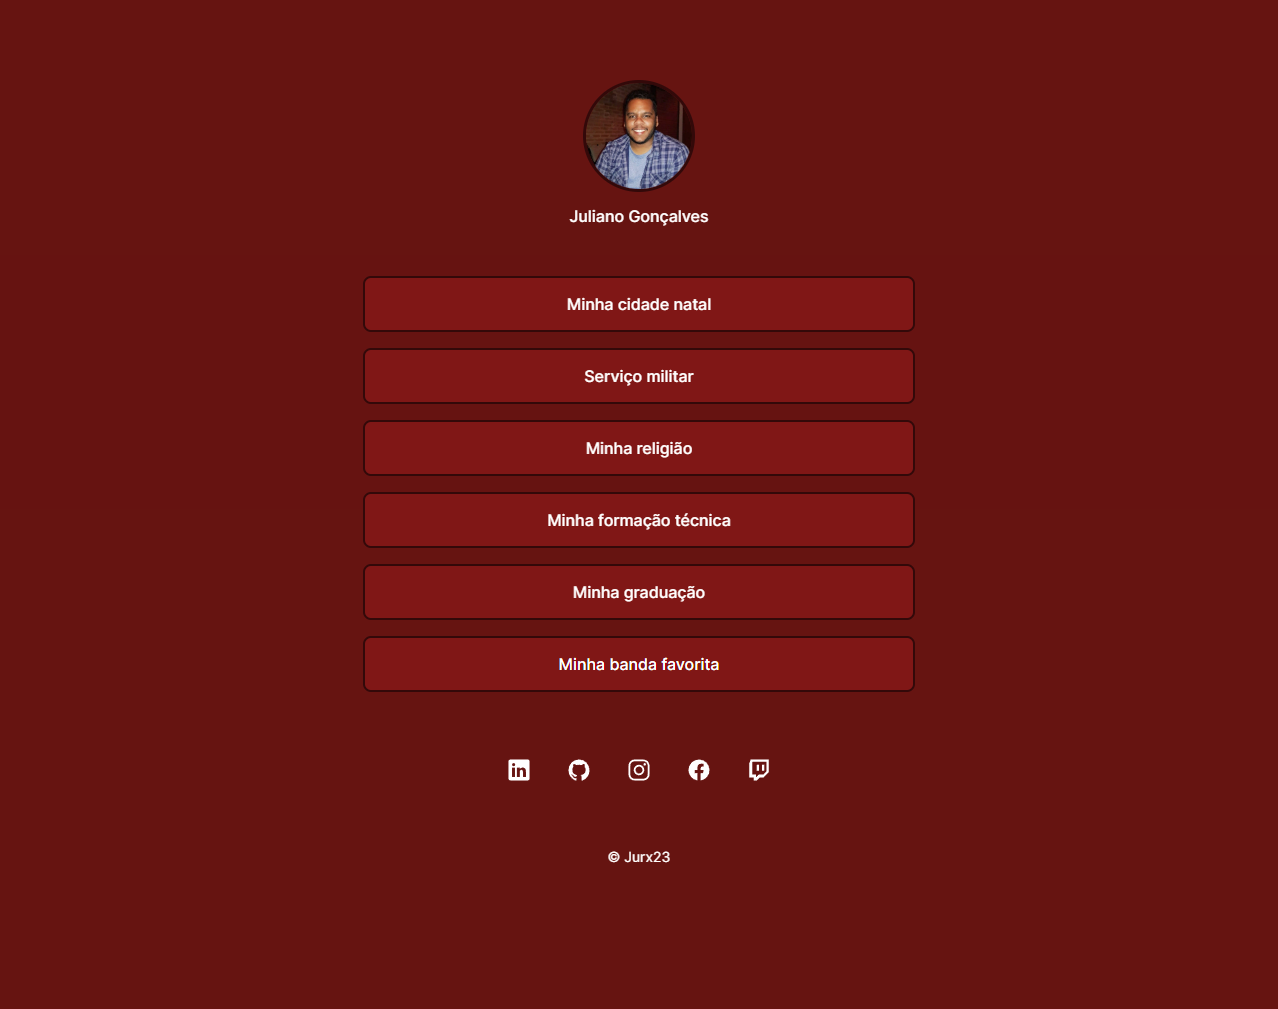 Juliano Gonçalves
Minha cidade natal
Serviço militar
Minha religião
Minha formação técnica
Minha graduação
Minha banda favorita
© Jurx23